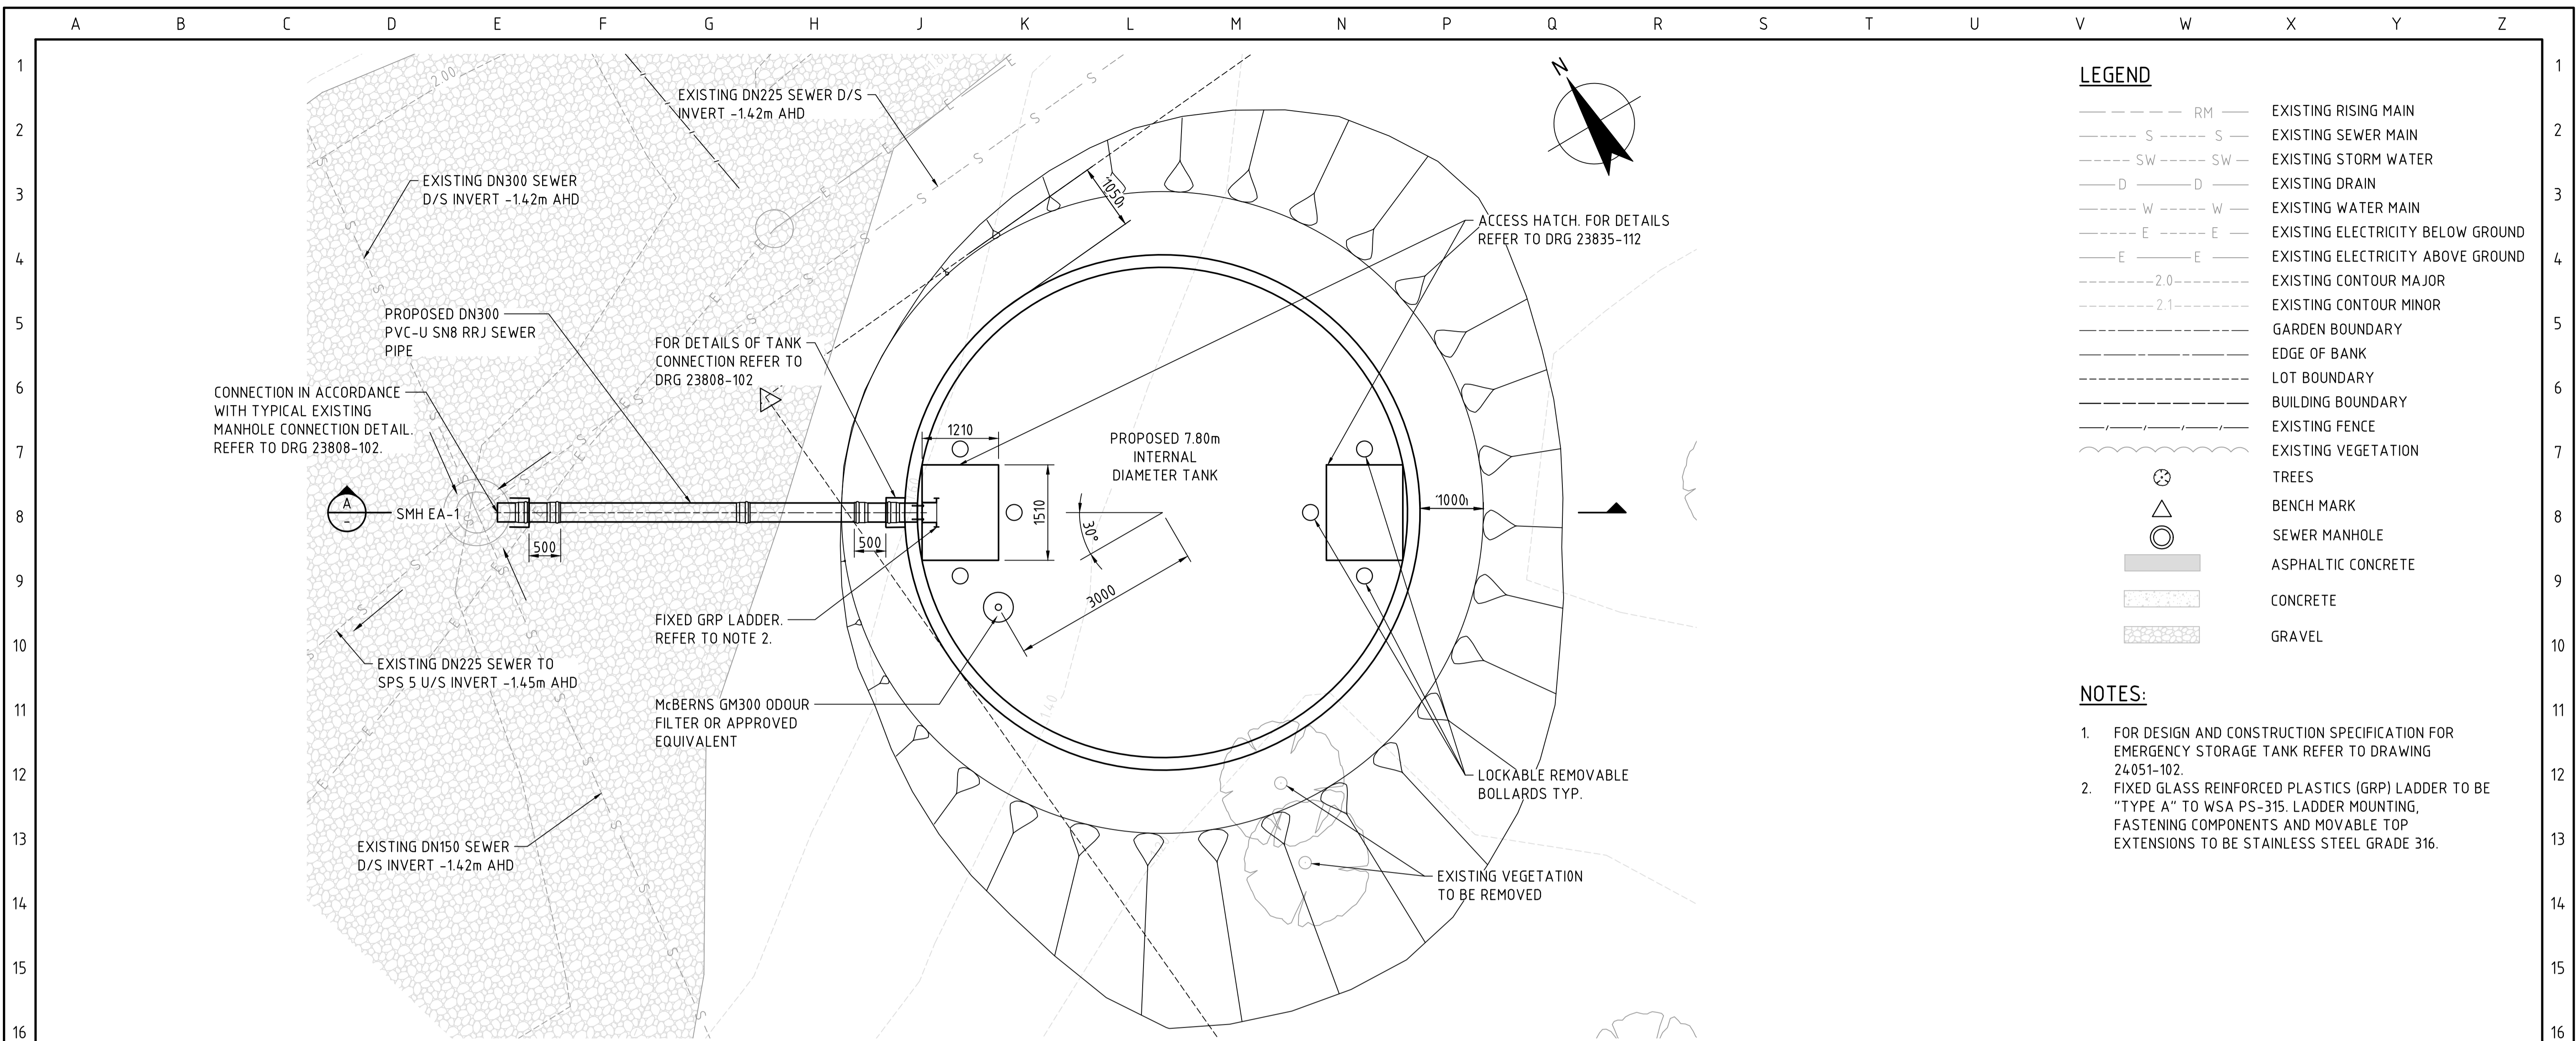 A B C D E F G H J K L M N P Q R S T U V W X Y Z
1
2
3
4
5
6
7
8
9
10
11
12
13
14
15
16
2.00
EXISTING DN225 SEWER D/S
INVERT -1.42m AHD
EXISTING DN300 SEWER
D/S INVERT -1.42m AHD
N
1050
ACCESS HATCH. FOR DETAILS
REFER TO DRG 23835-112
PROPOSED DN300
PVC-U SN8 RRJ SEWER
PIPE
FOR DETAILS OF TANK
CONNECTION REFER TO
DRG 23808-102
CONNECTION IN ACCORDANCE
WITH TYPICAL EXISTING
MANHOLE CONNECTION DETAIL.
REFER TO DRG 23808-102.
1210
PROPOSED 7.80m
INTERNAL
DIAMETER TANK
A
-
SMH EA-1
500
500
1510
30°
3000
1000
FIXED GRP LADDER.
REFER TO NOTE 2.
EXISTING DN225 SEWER TO
SPS 5 U/S INVERT -1.45m AHD
McBERNS GM300 ODOUR
FILTER OR APPROVED
EQUIVALENT
LOCKABLE REMOVABLE
BOLLARDS TYP.
EXISTING DN150 SEWER
D/S INVERT -1.42m AHD
EXISTING VEGETATION
TO BE REMOVED
LEGEND
RM EXISTING RISING MAIN
S S EXISTING SEWER MAIN
SW SW EXISTING STORM WATER
D D EXISTING DRAIN
W W EXISTING WATER MAIN
E E EXISTING ELECTRICITY BELOW GROUND
E E EXISTING ELECTRICITY ABOVE GROUND
2.0 EXISTING CONTOUR MAJOR
2.1 EXISTING CONTOUR MINOR
GARDEN BOUNDARY
EDGE OF BANK
LOT BOUNDARY
BUILDING BOUNDARY
EXISTING FENCE
EXISTING VEGETATION
TREES
BENCH MARK
SEWER MANHOLE
ASPHALTIC CONCRETE
CONCRETE
GRAVEL
NOTES:
1. FOR DESIGN AND CONSTRUCTION SPECIFICATION FOR
EMERGENCY STORAGE TANK REFER TO DRAWING
24051-102.
2. FIXED GLASS REINFORCED PLASTICS (GRP) LADDER TO BE
"TYPE A" TO WSA PS-315. LADDER MOUNTING,
FASTENING COMPONENTS AND MOVABLE TOP
EXTENSIONS TO BE STAINLESS STEEL GRADE 316.